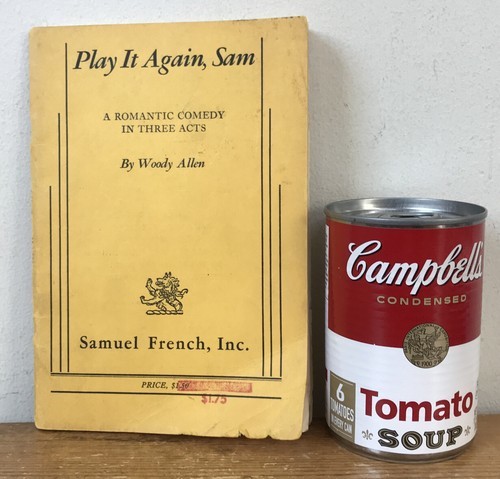 Play It Again, Sam
A ROMANTIC COMEDY
IN THREE ACTS
By Woody Allen
Samuel French, Inc.
PRICE, $1.50
$1.75
Campbell's
CONDENSED
1900
6
TOMATOES
IN EVERY CAN
Tomato
SOUP